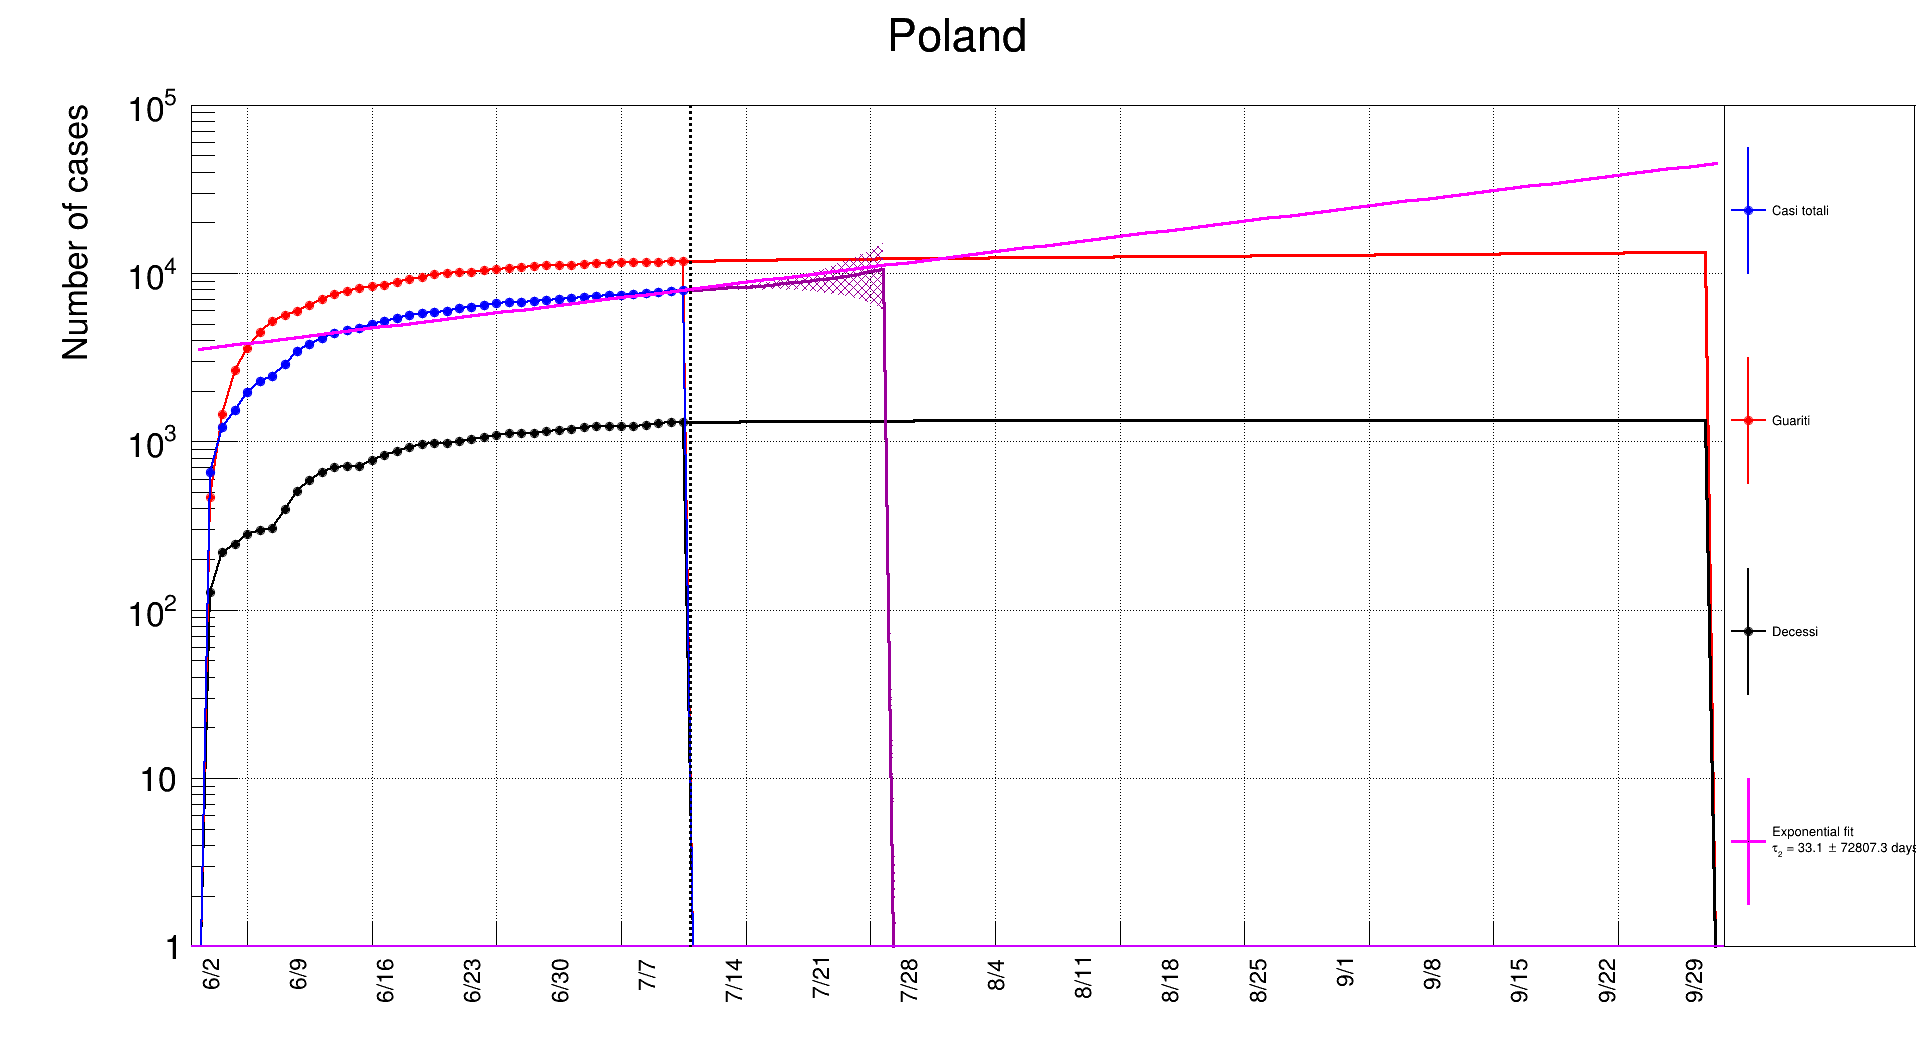 Poland
Number of cases
10^5
10^4
10^3
10^2
10
1
6/2 6/9 6/16 6/23 6/30 7/7 7/14 7/21 7/28 8/4 8/11 8/18 8/25 9/1 9/8 9/15 9/22 9/29
Casi totali
Guariti
Decessi
Exponential fit
τ_2 = 33.1 ± 72807.3 days